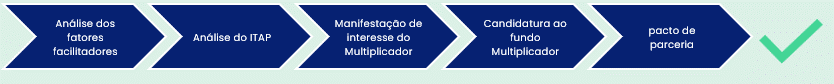 Análise dos
fatores
facilitadores
Análise do ITAP
Manifestação de
interesse do
Multiplicador
Candidatura ao
fundo
Multiplicador
pacto de
parceria